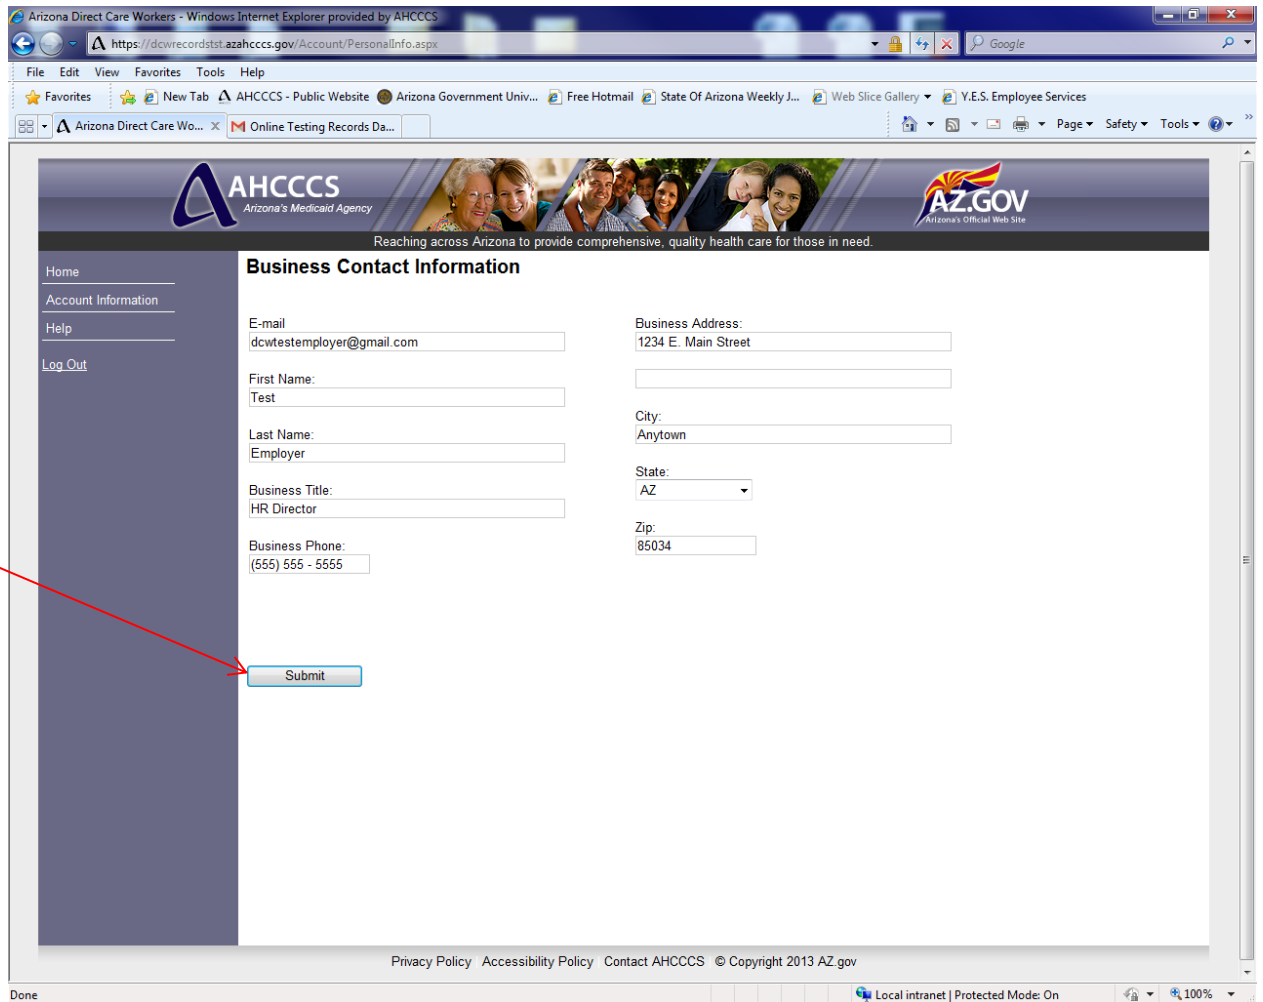 Arizona Direct Care Workers - Windows Internet Explorer provided by AHCCCS
https://dcwrecordstst.azahcccs.gov/Account/PersonalInfo.aspx
Google
File Edit View Favorites Tools Help
Favorites New Tab AHCCCS - Public Website Arizona Government Univ... Free Hotmail State Of Arizona Weekly J... Web Slice Gallery Y.E.S. Employee Services
Arizona Direct Care Wo... X Online Testing Records Da... Page Safety Tools
AHCCCS
Arizona's Medicaid Agency
AZ.GOV
Arizona's Official Web Site
Reaching across Arizona to provide comprehensive, quality health care for those in need.
Home
Account Information
Help
Log Out
Business Contact Information
E-mail
dcwtestemployer@gmail.com
First Name:
Test
Last Name:
Employer
Business Title:
HR Director
Business Phone:
(555) 555 - 5555
Business Address:
1234 E. Main Street
City:
Anytown
State:
AZ
Zip:
85034
Submit
Privacy Policy Accessibility Policy Contact AHCCCS © Copyright 2013 AZ.gov
Done Local intranet | Protected Mode: On 100%